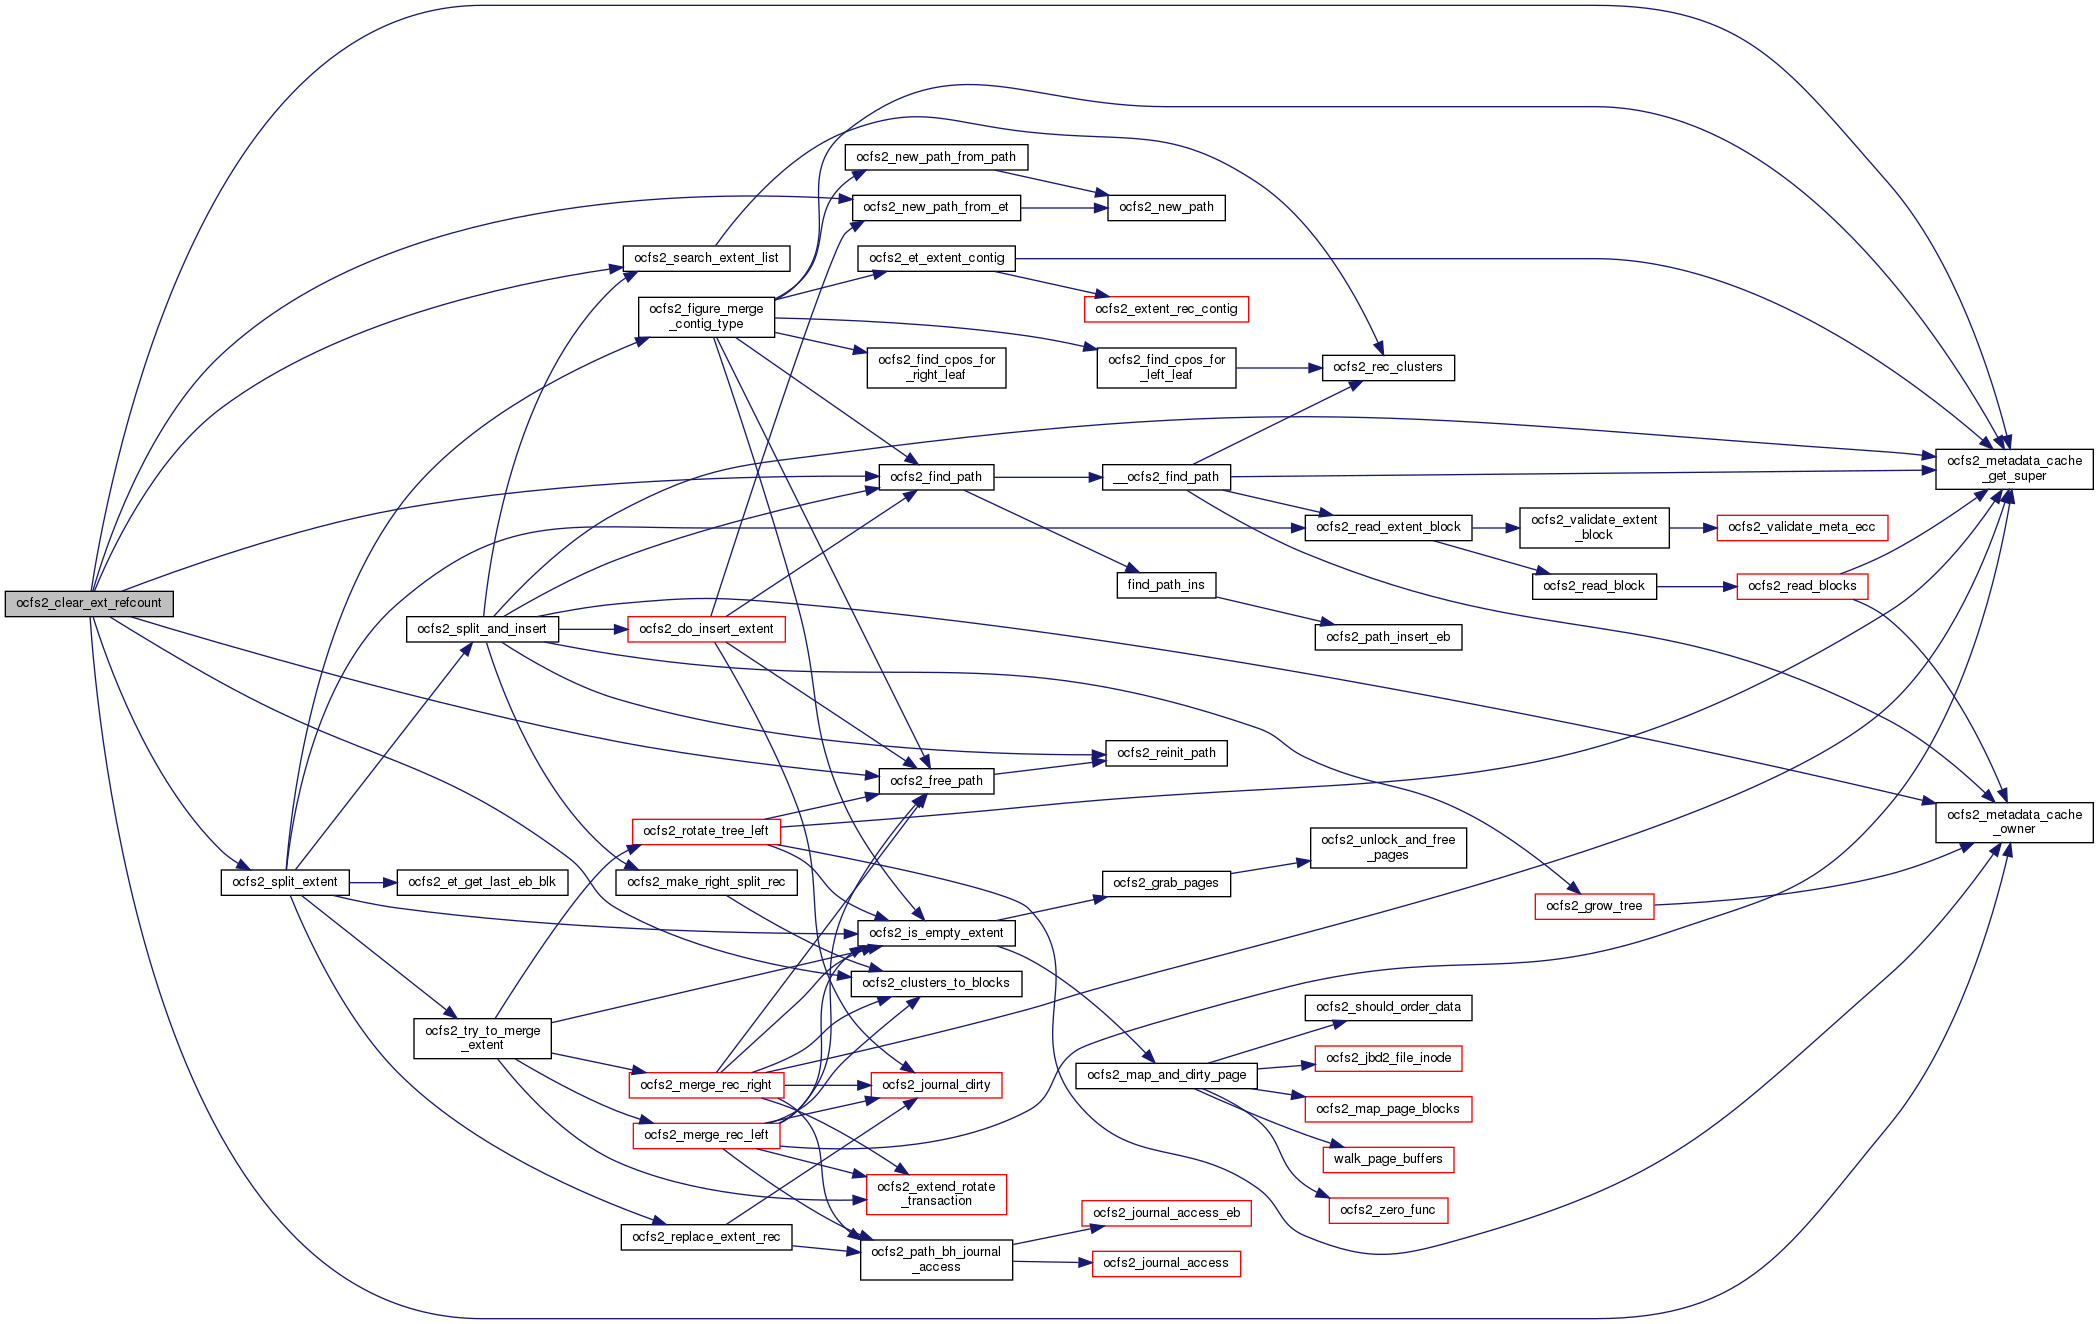 ocfs2_clear_ext_refcount
ocfs2_split_extent
ocfs2_split_and_insert
ocfs2_et_get_last_eb_blk
ocfs2_try_to_merge
_extent
ocfs2_search_extent_list
ocfs2_figure_merge
_contig_type
ocfs2_do_insert_extent
ocfs2_rotate_tree_left
ocfs2_make_right_split_rec
ocfs2_merge_rec_right
ocfs2_merge_rec_left
ocfs2_replace_extent_rec
ocfs2_new_path_from_path
ocfs2_new_path_from_et
ocfs2_et_extent_contig
ocfs2_find_cpos_for
_right_leaf
ocfs2_find_path
ocfs2_free_path
ocfs2_is_empty_extent
ocfs2_clusters_to_blocks
ocfs2_journal_dirty
ocfs2_extend_rotate
_transaction
ocfs2_path_bh_journal
_access
ocfs2_new_path
ocfs2_extent_rec_contig
ocfs2_find_cpos_for
_left_leaf
__ocfs2_find_path
find_path_ins
ocfs2_reinit_path
ocfs2_grab_pages
ocfs2_map_and_dirty_page
ocfs2_journal_access_eb
ocfs2_journal_access
ocfs2_rec_clusters
ocfs2_read_extent_block
ocfs2_path_insert_eb
ocfs2_unlock_and_free
_pages
ocfs2_should_order_data
ocfs2_jbd2_file_inode
ocfs2_map_page_blocks
walk_page_buffers
ocfs2_zero_func
ocfs2_validate_extent
_block
ocfs2_read_block
ocfs2_grow_tree
ocfs2_validate_meta_ecc
ocfs2_read_blocks
ocfs2_metadata_cache
_get_super
ocfs2_metadata_cache
_owner